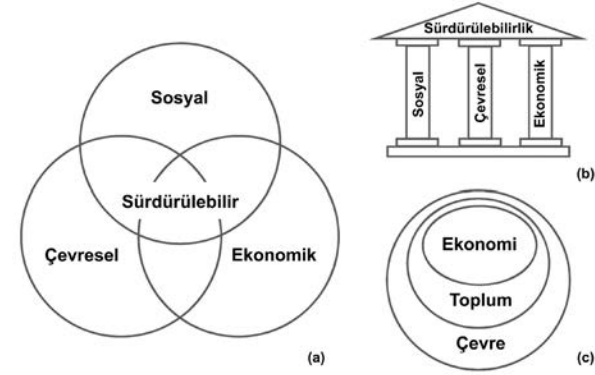 Sosyal
Sürdürülebilir
Çevresel
Ekonomik
(a)
Sürdürülebilirlik
Sosyal
Çevresel
Ekonomik
(b)
Ekonomi
Toplum
Çevre
(c)